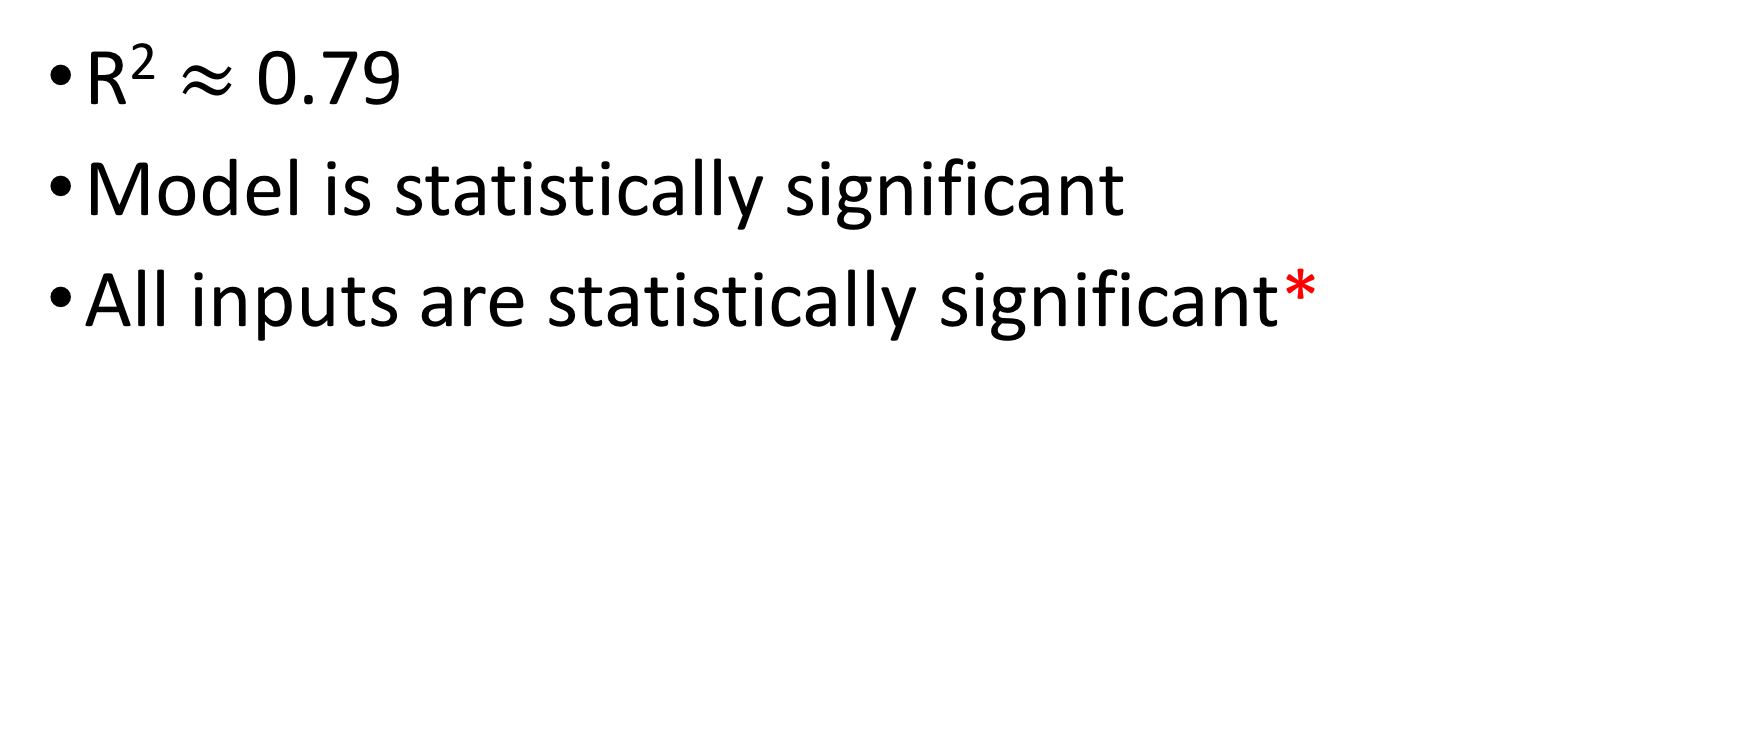 • R² ≈ 0.79
• Model is statistically significant
• All inputs are statistically significant*